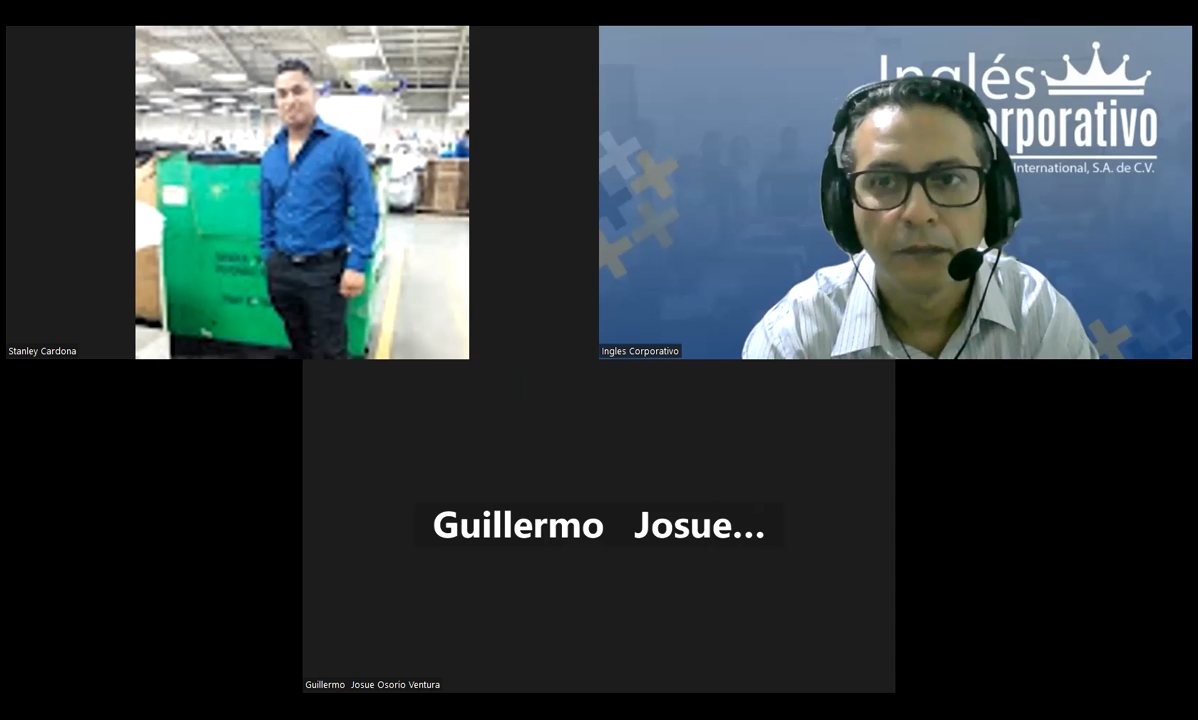 Inglés
orporativo
International, S.A. de C.V.
Stanley Cardona
Ingles Corporativo
Guillermo Josue...
Guillermo Josue Osorio Ventura